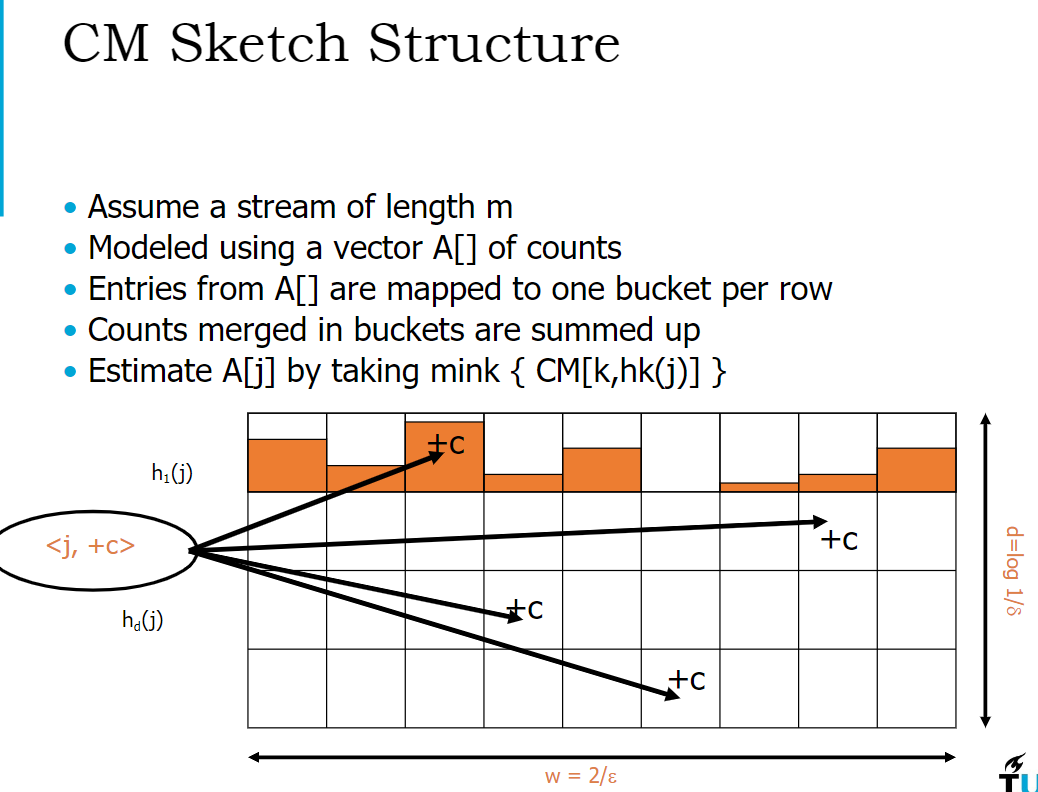 CM Sketch Structure
Assume a stream of length m
Modeled using a vector A[] of counts
Entries from A[] are mapped to one bucket per row
Counts merged in buckets are summed up
Estimate A[j] by taking mink { CM[k,hk(j)] }
+c
h1(j)
+c
<j, +c>
d=log 1/δ
+c
hd(j)
+c
w = 2/ε
TU